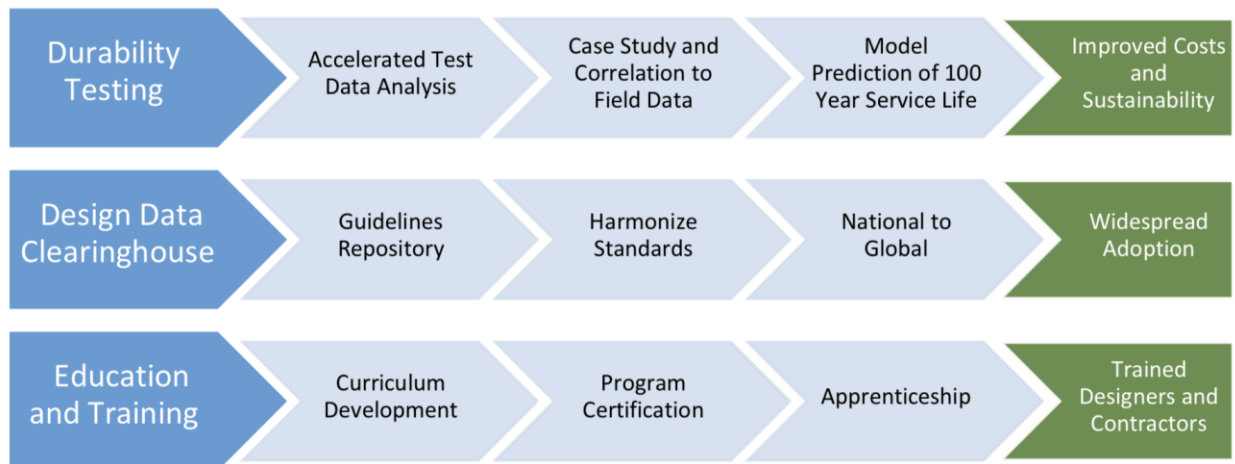 Durability
Testing
Accelerated Test
Data Analysis
Case Study and
Correlation to
Field Data
Model
Prediction of 100
Year Service Life
Improved Costs
and
Sustainability
Design Data
Clearinghouse
Guidelines
Repository
Harmonize
Standards
National to
Global
Widespread
Adoption
Education
and Training
Curriculum
Development
Program
Certification
Apprenticeship
Trained
Designers and
Contractors